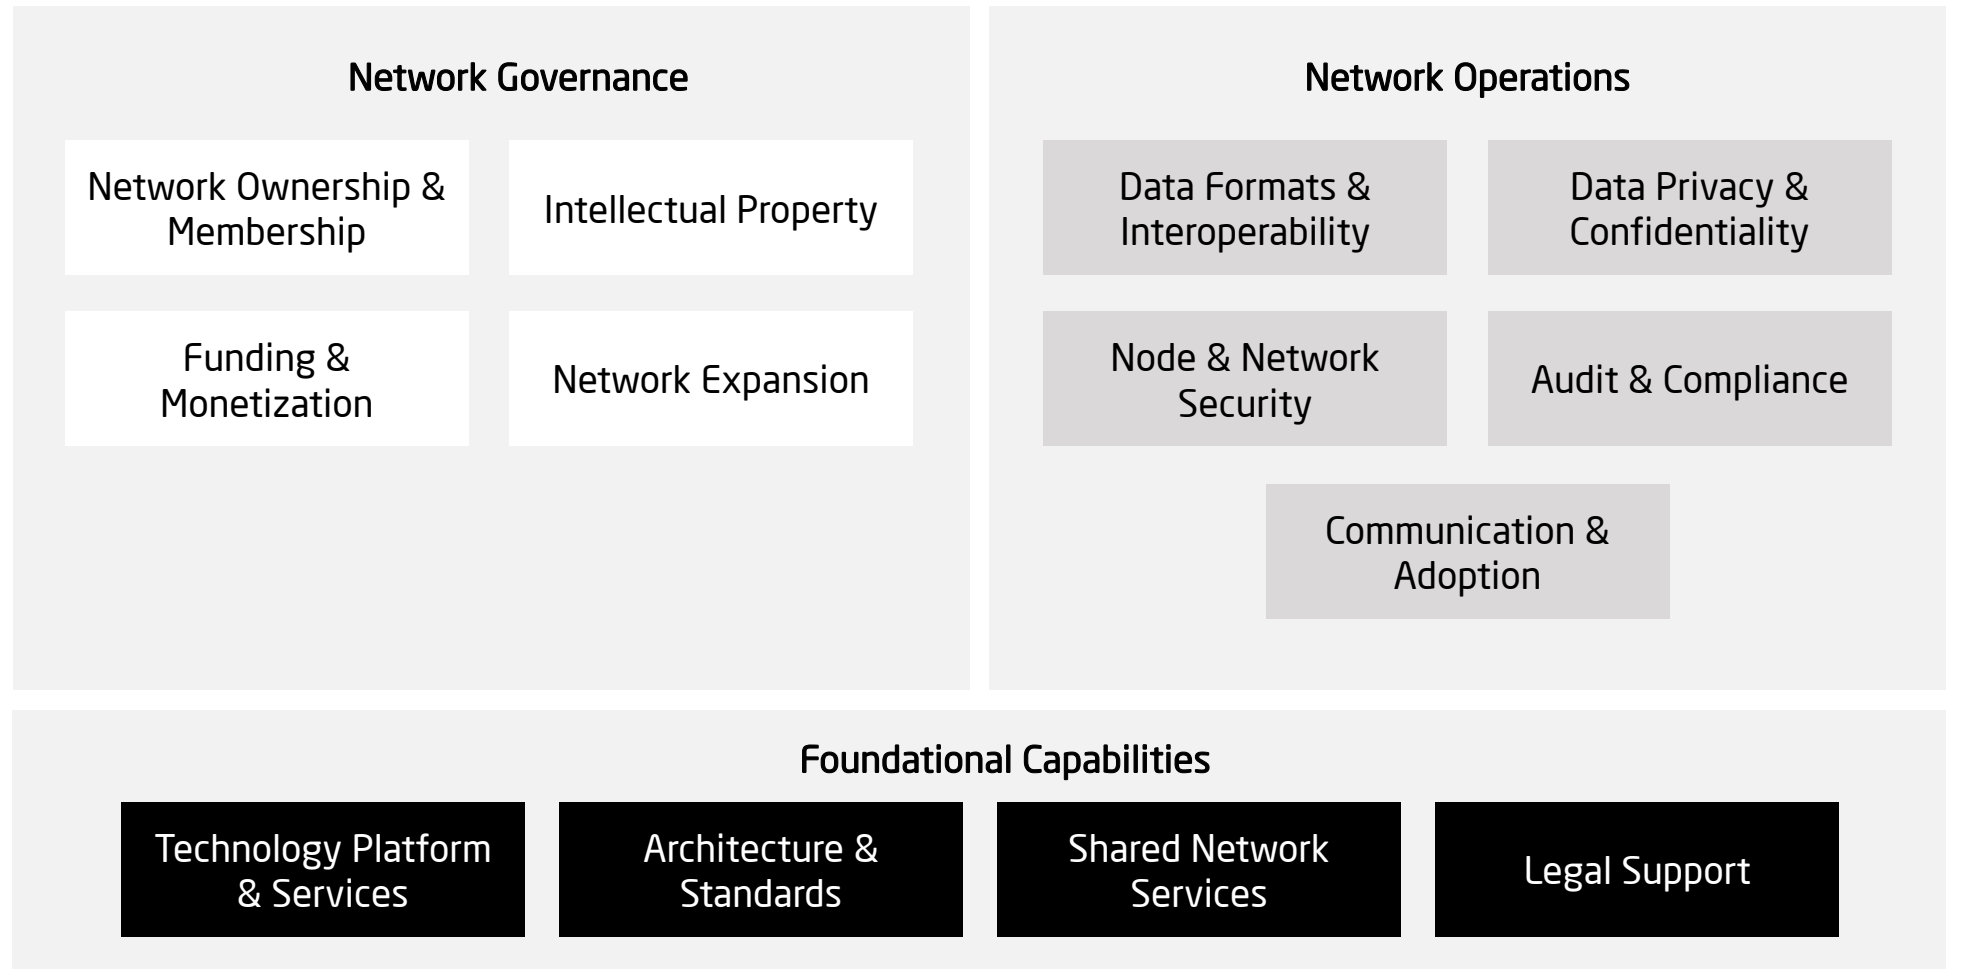 Network Governance
Network Ownership &
Membership
Intellectual Property
Funding &
Monetization
Network Expansion
Network Operations
Data Formats &
Interoperability
Data Privacy &
Confidentiality
Node & Network
Security
Audit & Compliance
Communication &
Adoption
Foundational Capabilities
Technology Platform
& Services
Architecture &
Standards
Shared Network
Services
Legal Support